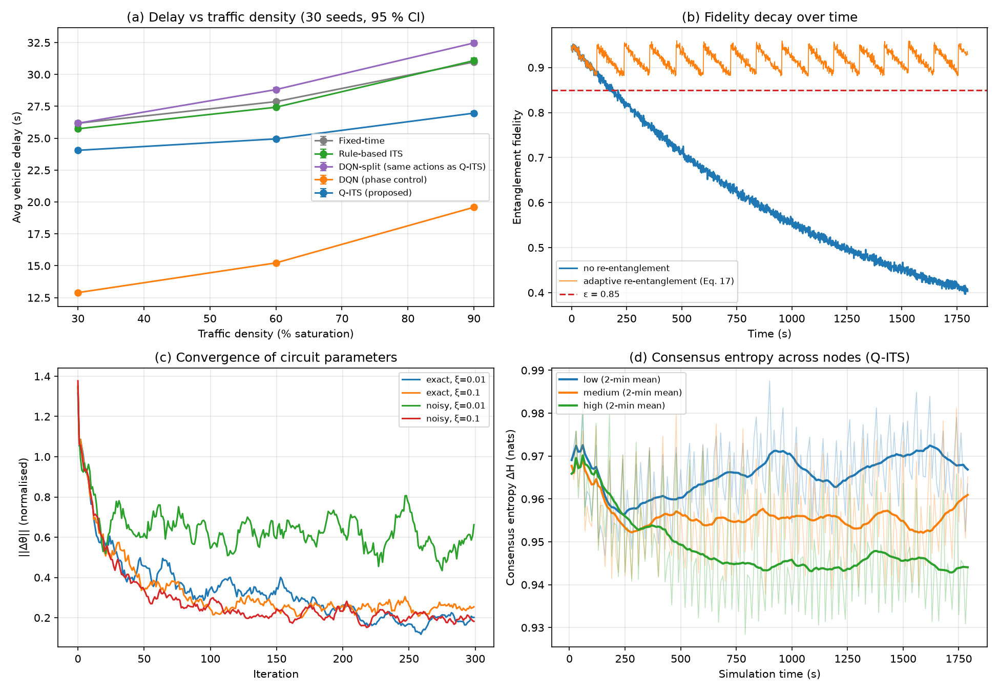 (a) Delay vs traffic density (30 seeds, 95 % CI)
32.5
30.0
27.5
25.0
22.5
20.0
17.5
15.0
12.5
Avg vehicle delay (s)
Fixed-time
Rule-based ITS
DQN-split (same actions as Q-ITS)
DQN (phase control)
Q-ITS (proposed)
30 40 50 60 70 80 90
Traffic density (% saturation)
(b) Fidelity decay over time
0.9
0.8
0.7
0.6
0.5
0.4
Entanglement fidelity
no re-entanglement
adaptive re-entanglement (Eq. 17)
ε = 0.85
0 250 500 750 1000 1250 1500 1750
Time (s)
(c) Convergence of circuit parameters
1.4
1.2
1.0
0.8
0.6
0.4
0.2
||Δθ|| (normalised)
exact, ξ=0.01
exact, ξ=0.1
noisy, ξ=0.01
noisy, ξ=0.1
0 50 100 150 200 250 300
Iteration
(d) Consensus entropy across nodes (Q-ITS)
0.99
0.98
0.97
0.96
0.95
0.94
0.93
Consensus entropy ΔH (nats)
low (2-min mean)
medium (2-min mean)
high (2-min mean)
0 250 500 750 1000 1250 1500 1750
Simulation time (s)